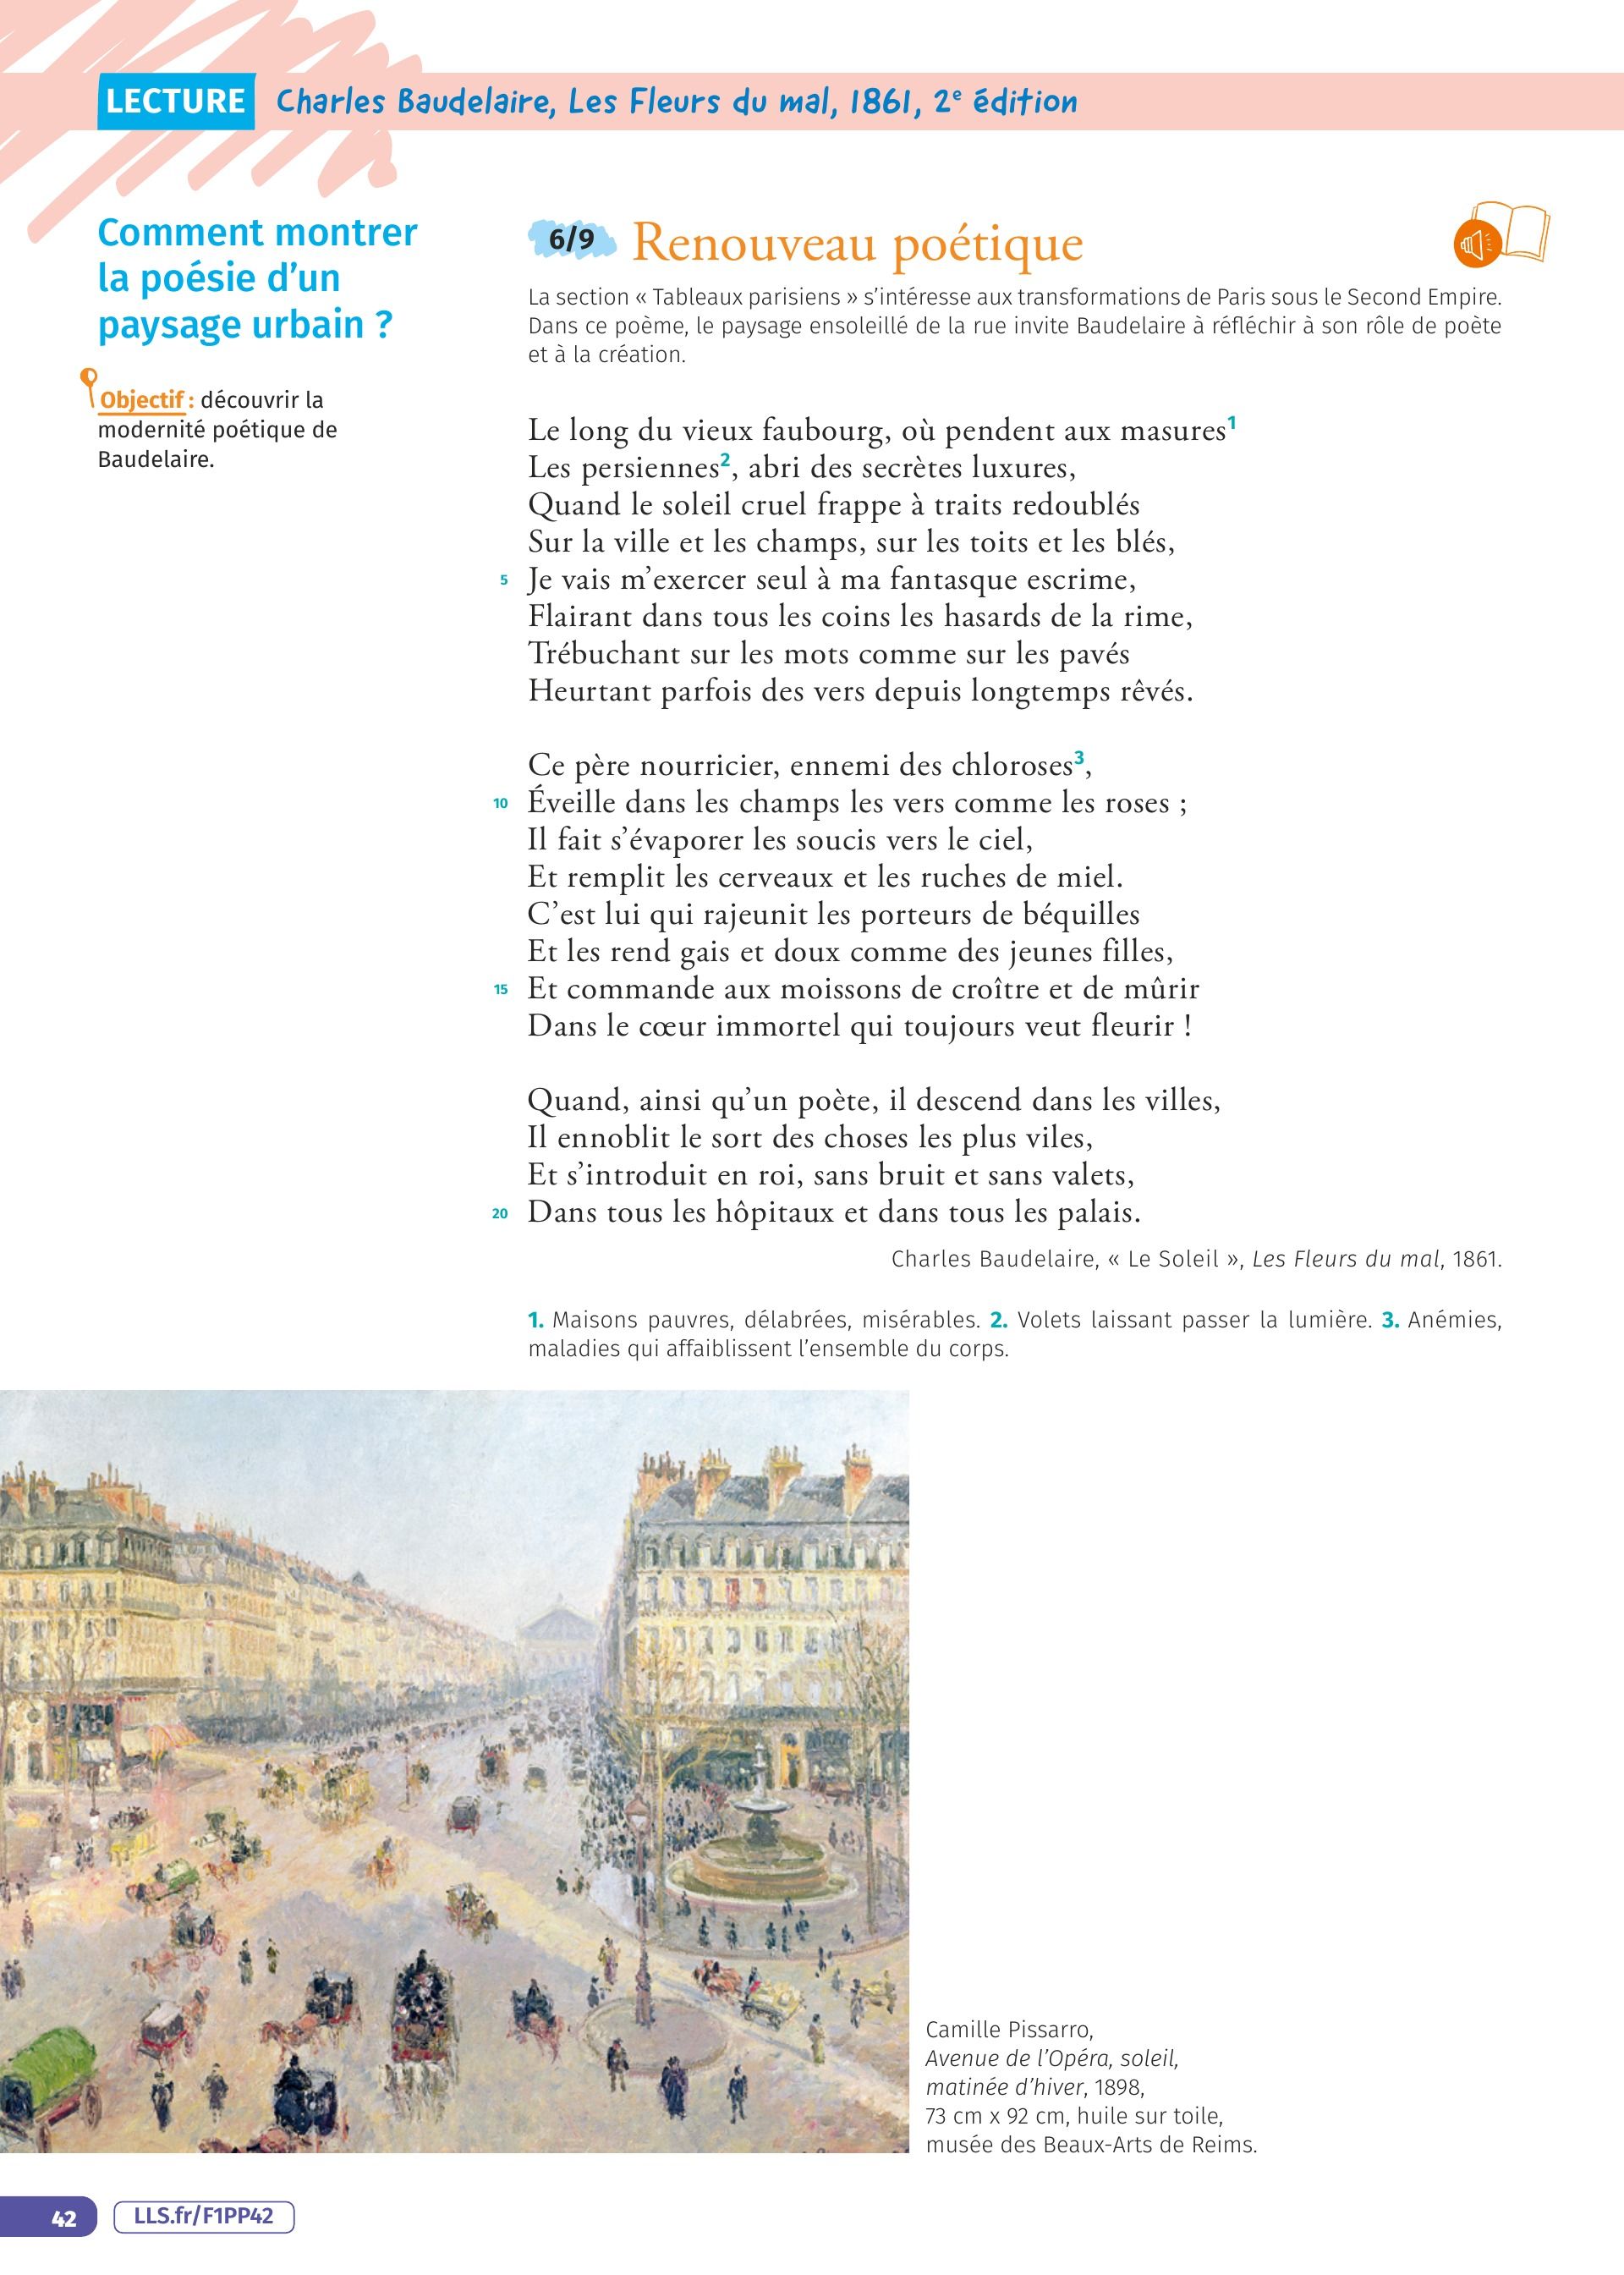 LECTURE Charles Baudelaire, Les Fleurs du mal, 1861, 2e édition
Comment montrer
la poésie d’un
paysage urbain ?
Objectif : découvrir la
modernité poétique de
Baudelaire.
6/9 Renouveau poétique
La section « Tableaux parisiens » s’intéresse aux transformations de Paris sous le Second Empire.
Dans ce poème, le paysage ensoleillé de la rue invite Baudelaire à réfléchir à son rôle de poète
et à la création.
Le long du vieux faubourg, où pendent aux masures1
Les persiennes2, abri des secrètes luxures,
Quand le soleil cruel frappe à traits redoublés
Sur la ville et les champs, sur les toits et les blés,
5 Je vais m’exercer seul à ma fantasque escrime,
Flairant dans tous les coins les hasards de la rime,
Trébuchant sur les mots comme sur les pavés
Heurtant parfois des vers depuis longtemps rêvés.
Ce père nourricier, ennemi des chloroses3,
10 Éveille dans les champs les vers comme les roses ;
Il fait s’évaporer les soucis vers le ciel,
Et remplit les cerveaux et les ruches de miel.
C’est lui qui rajeunit les porteurs de béquilles
Et les rend gais et doux comme des jeunes filles,
15 Et commande aux moissons de croître et de mûrir
Dans le cœur immortel qui toujours veut fleurir !
Quand, ainsi qu’un poète, il descend dans les villes,
Il ennoblit le sort des choses les plus viles,
Et s’introduit en roi, sans bruit et sans valets,
20 Dans tous les hôpitaux et dans tous les palais.
Charles Baudelaire, « Le Soleil », Les Fleurs du mal, 1861.
1. Maisons pauvres, délabrées, misérables. 2. Volets laissant passer la lumière. 3. Anémies,
maladies qui affaiblissent l’ensemble du corps.
Camille Pissarro,
Avenue de l’Opéra, soleil,
matinée d’hiver, 1898,
73 cm x 92 cm, huile sur toile,
musée des Beaux-Arts de Reims.
42 LLS.fr/F1PP42